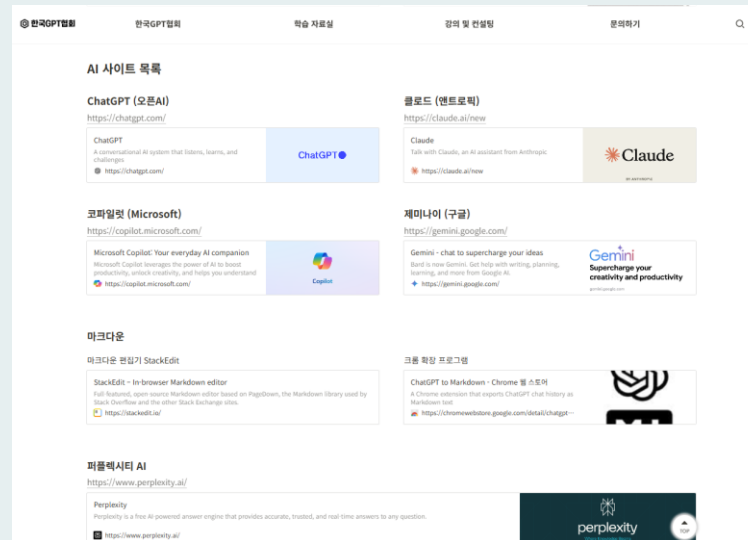 한국GPT협회 한국GPT협회 학습 자료실 강의 및 컨설팅 문의하기
AI 사이트 목록
ChatGPT (오픈AI)
https://chatgpt.com/
ChatGPT
A conversational AI system that listens, learns, and
challenges
https://chatgpt.com/
ChatGPT
클로드 (앤트로픽)
https://claude.ai/new
Claude
Talk with Claude, an AI assistant from Anthropic
https://claude.ai/new
Claude
코파일럿 (Microsoft)
https://copilot.microsoft.com/
Microsoft Copilot: Your everyday AI companion
Microsoft Copilot leverages the power of AI to boost
productivity, unlock creativity, and helps you understand
https://copilot.microsoft.com/
Copilot
제미나이 (구글)
https://gemini.google.com/
Gemini - chat to supercharge your ideas
Bard is now Gemini. Get help with writing, planning,
learning, and more from Google AI.
https://gemini.google.com/
Gemini
Supercharge your
creativity and productivity
gemini.google.com
마크다운
마크다운 편집기 StackEdit
StackEdit – In-browser Markdown editor
Full-featured, open-source Markdown editor based on PageDown, the Markdown library used by
Stack Overflow and the other Stack Exchange sites.
https://stackedit.io/
크롬 확장 프로그램
ChatGPT to Markdown - Chrome 웹 스토어
A Chrome extension that exports ChatGPT chat history as
Markdown text
https://chromewebstore.google.com/detail/chatgpt-…
퍼플렉시티 AI
https://www.perplexity.ai/
Perplexity
Perplexity is a free AI-powered answer engine that provides accurate, trusted, and real-time answers to any question.
https://www.perplexity.ai/
perplexity
TOP